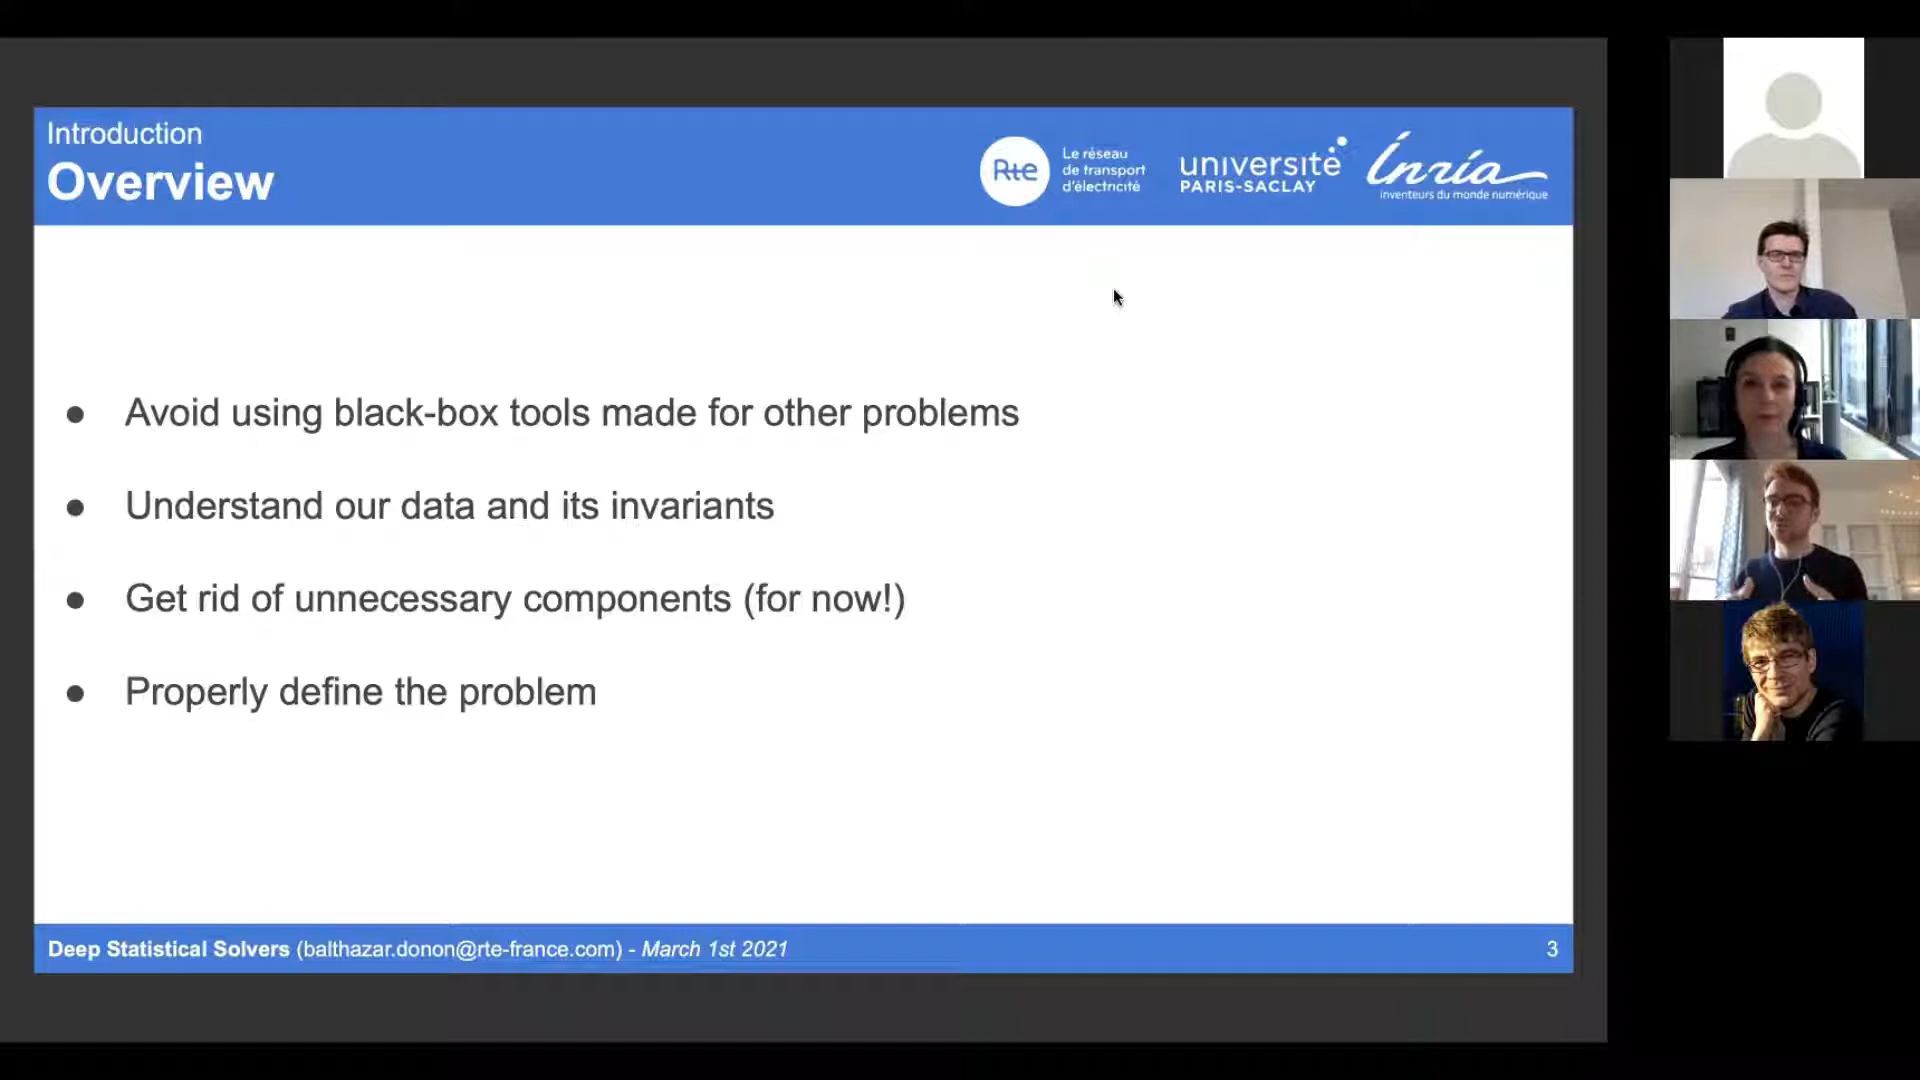 Introduction
Overview
Rte
Le réseau
de transport
d'électricité
université
PARIS-SACLAY
Inría
inventeurs du monde numérique
● Avoid using black-box tools made for other problems
● Understand our data and its invariants
● Get rid of unnecessary components (for now!)
● Properly define the problem
Deep Statistical Solvers (balthazar.donon@rte-france.com) - March 1st 2021
3